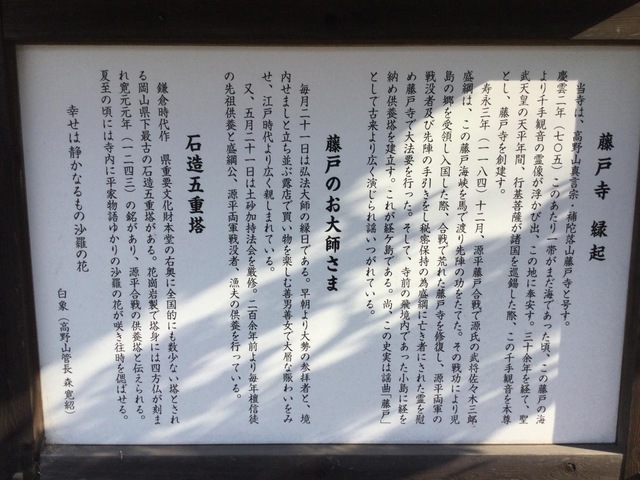 藤戸寺　縁起
当寺は、高野山真言宗・補陀落山藤戸寺と号す。
慶雲二年（七〇五）このあたり一帯がまだ海であった頃、この藤戸の海
より千手観音の霊像が浮かび出、この地に奉安す。三十余年を経て、聖
武天皇の天平年間、行基菩薩が諸国を巡錫した際、この千手観音を本尊
とし、藤戸寺を創建す。
寿永三年（一一八四）十二月、源平藤戸合戦で源氏の武将佐々木三郎
盛綱は、この藤戸海峡を馬で渡り先陣の功をたてた。その戦功により児
島の郷を受領し入国した際、合戦で荒れた藤戸寺を修復し、源平両軍の
戦没者及び先陣の手引きをし秘密保持の為盛綱に亡き者にされた霊を慰
め藤戸寺で大法要を行った。そして、寺前の飛境内であった小島に経を
納め供養塔を建立す。これが経ケ島である。尚、この史実は謡曲「藤戸」
として古来より広く演じられ謡いつがれている。
藤戸のお大師さま
毎月二十一日は弘法大師の縁日である。早朝より大勢の参拝者と、境
内せましと立ち並ぶ露店で買い物を楽しむ善男善女で大層な賑わいをみ
せ、江戸時代より広く親しまれている。
又、五月二十一日は土砂加持法会を厳修。二百余年前より毎年檀信徒
の先祖供養と盛綱公、源平両軍戦没者、漁夫の供養を行っている。
石造五重塔
鎌倉時代作　県重要文化財本堂の右奥に全国的にも数少ない塔とされ
る岡山県下最古の石造五重塔がある。花崗岩製で塔身には四方仏が刻ま
れ寛元元年（一二四三）の銘があり、源平合戦の供養塔と伝えられる。
夏至の頃には寺内に平家物語ゆかりの沙羅の花が咲き往時を偲ばせる。
幸せは静かなるもの沙羅の花
白象（高野山管長　森 寛紹）